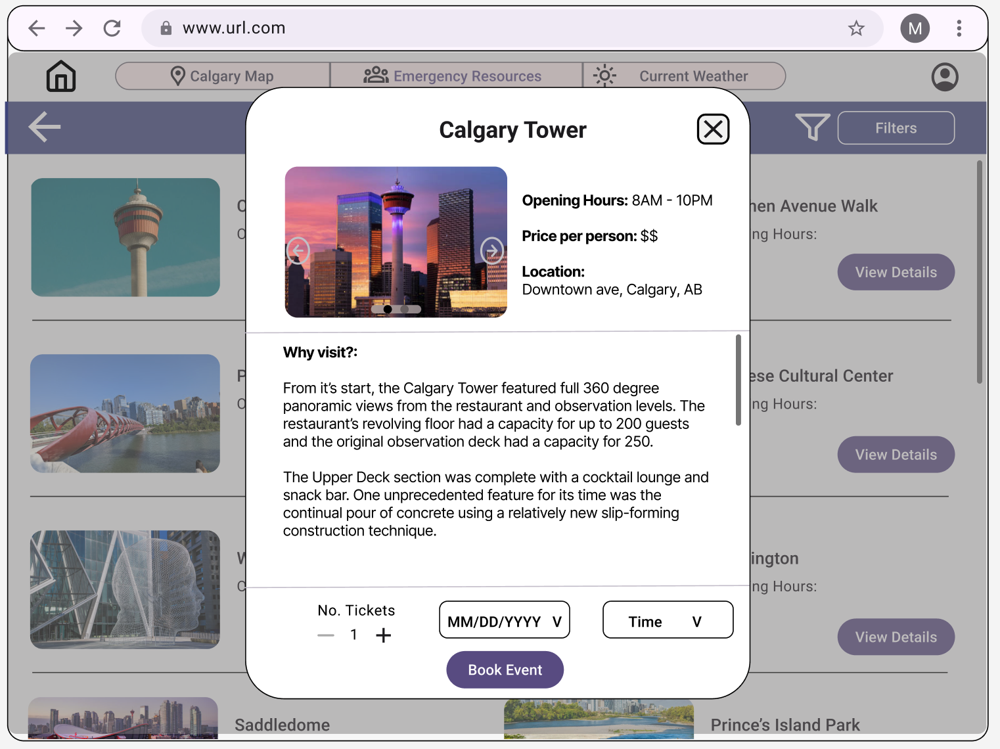 www.url.com
M
Calgary Map
Emergency Resources
Current Weather
Filters
Calgary Tower
Opening Hours: 8AM - 10PM
Price per person: $$
Location:
Downtown ave, Calgary, AB
Avenue Walk
Hours:
View Details
Why visit?:
From it's start, the Calgary Tower featured full 360 degree
panoramic views from the restaurant and observation levels. The
restaurant's revolving floor had a capacity for up to 200 guests
and the original observation deck had a capacity for 250.
The Upper Deck section was complete with a cocktail lounge and
snack bar. One unprecedented feature for its time was the
continual pour of concrete using a relatively new slip-forming
construction technique.
Cultural Center
Hours:
View Details
Hours:
View Details
No. Tickets
1
MM/DD/YYYY V
Time V
Book Event
Saddledome
Prince's Island Park